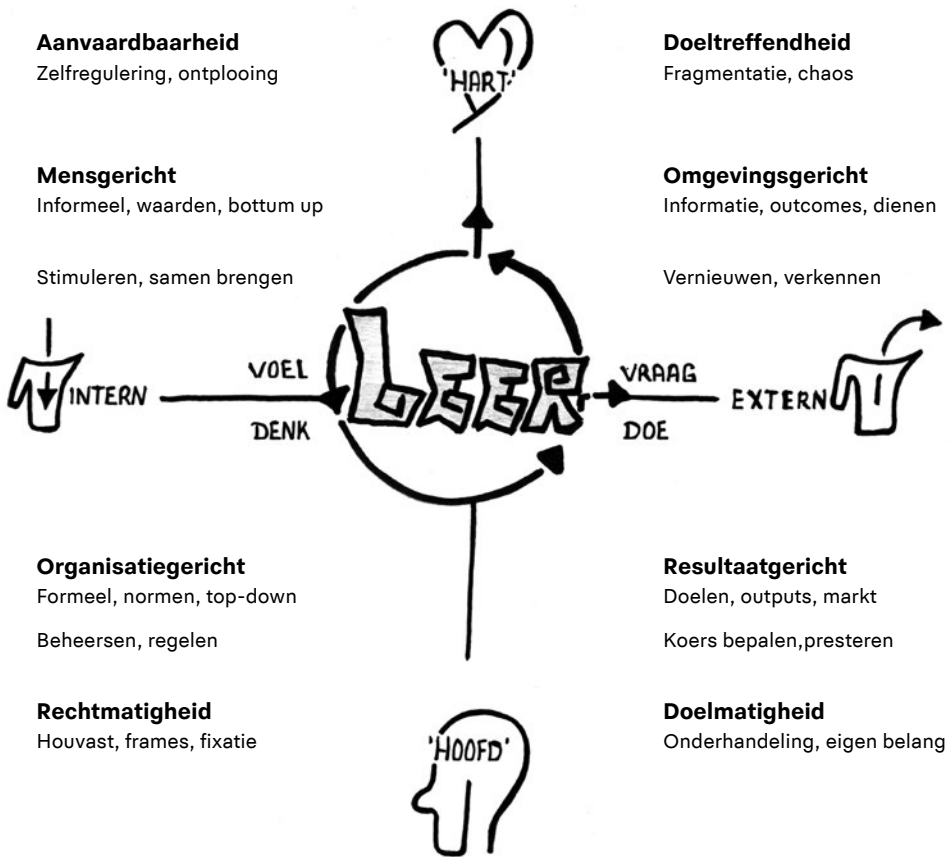 Aanvaardbaarheid
Zelfregulering, ontplooing
'HART'
Doeltreffendheid
Fragmentatie, chaos
Mensgericht
Informeel, waarden, bottum up
Stimuleren, samen brengen
Omgevingsgericht
Informatie, outcomes, dienen
Vernieuwen, verkennen
INTERN
VOEL
DENK
LEER
VRAAG
DOE
EXTERN
Organisatiegericht
Formeel, normen, top-down
Beheersen, regelen
Resultaatgericht
Doelen, outputs, markt
Koers bepalen,presteren
Rechtmatigheid
Houvast, frames, fixatie
'HOOFD'
Doelmatigheid
Onderhandeling, eigen belang